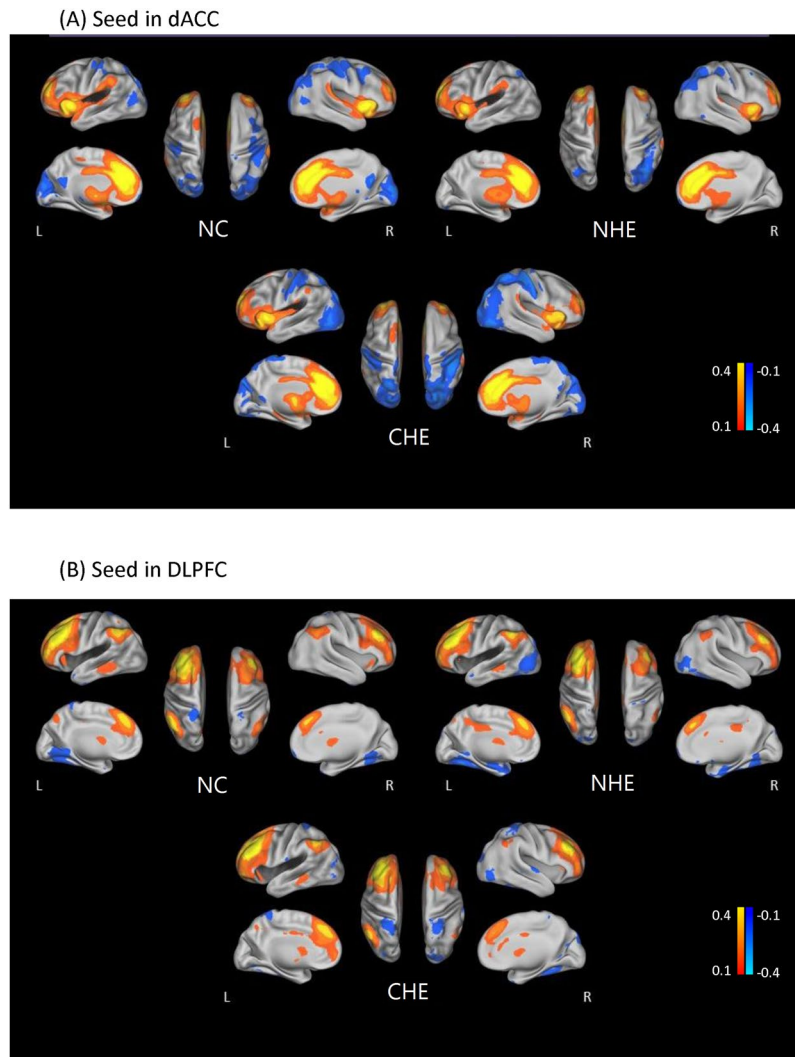 (A) Seed in dACC
L NC R L NHE R
0.4 -0.1
0.1 -0.4
L CHE R
(B) Seed in DLPFC
L NC R L NHE R
0.4 -0.1
0.1 -0.4
L CHE R